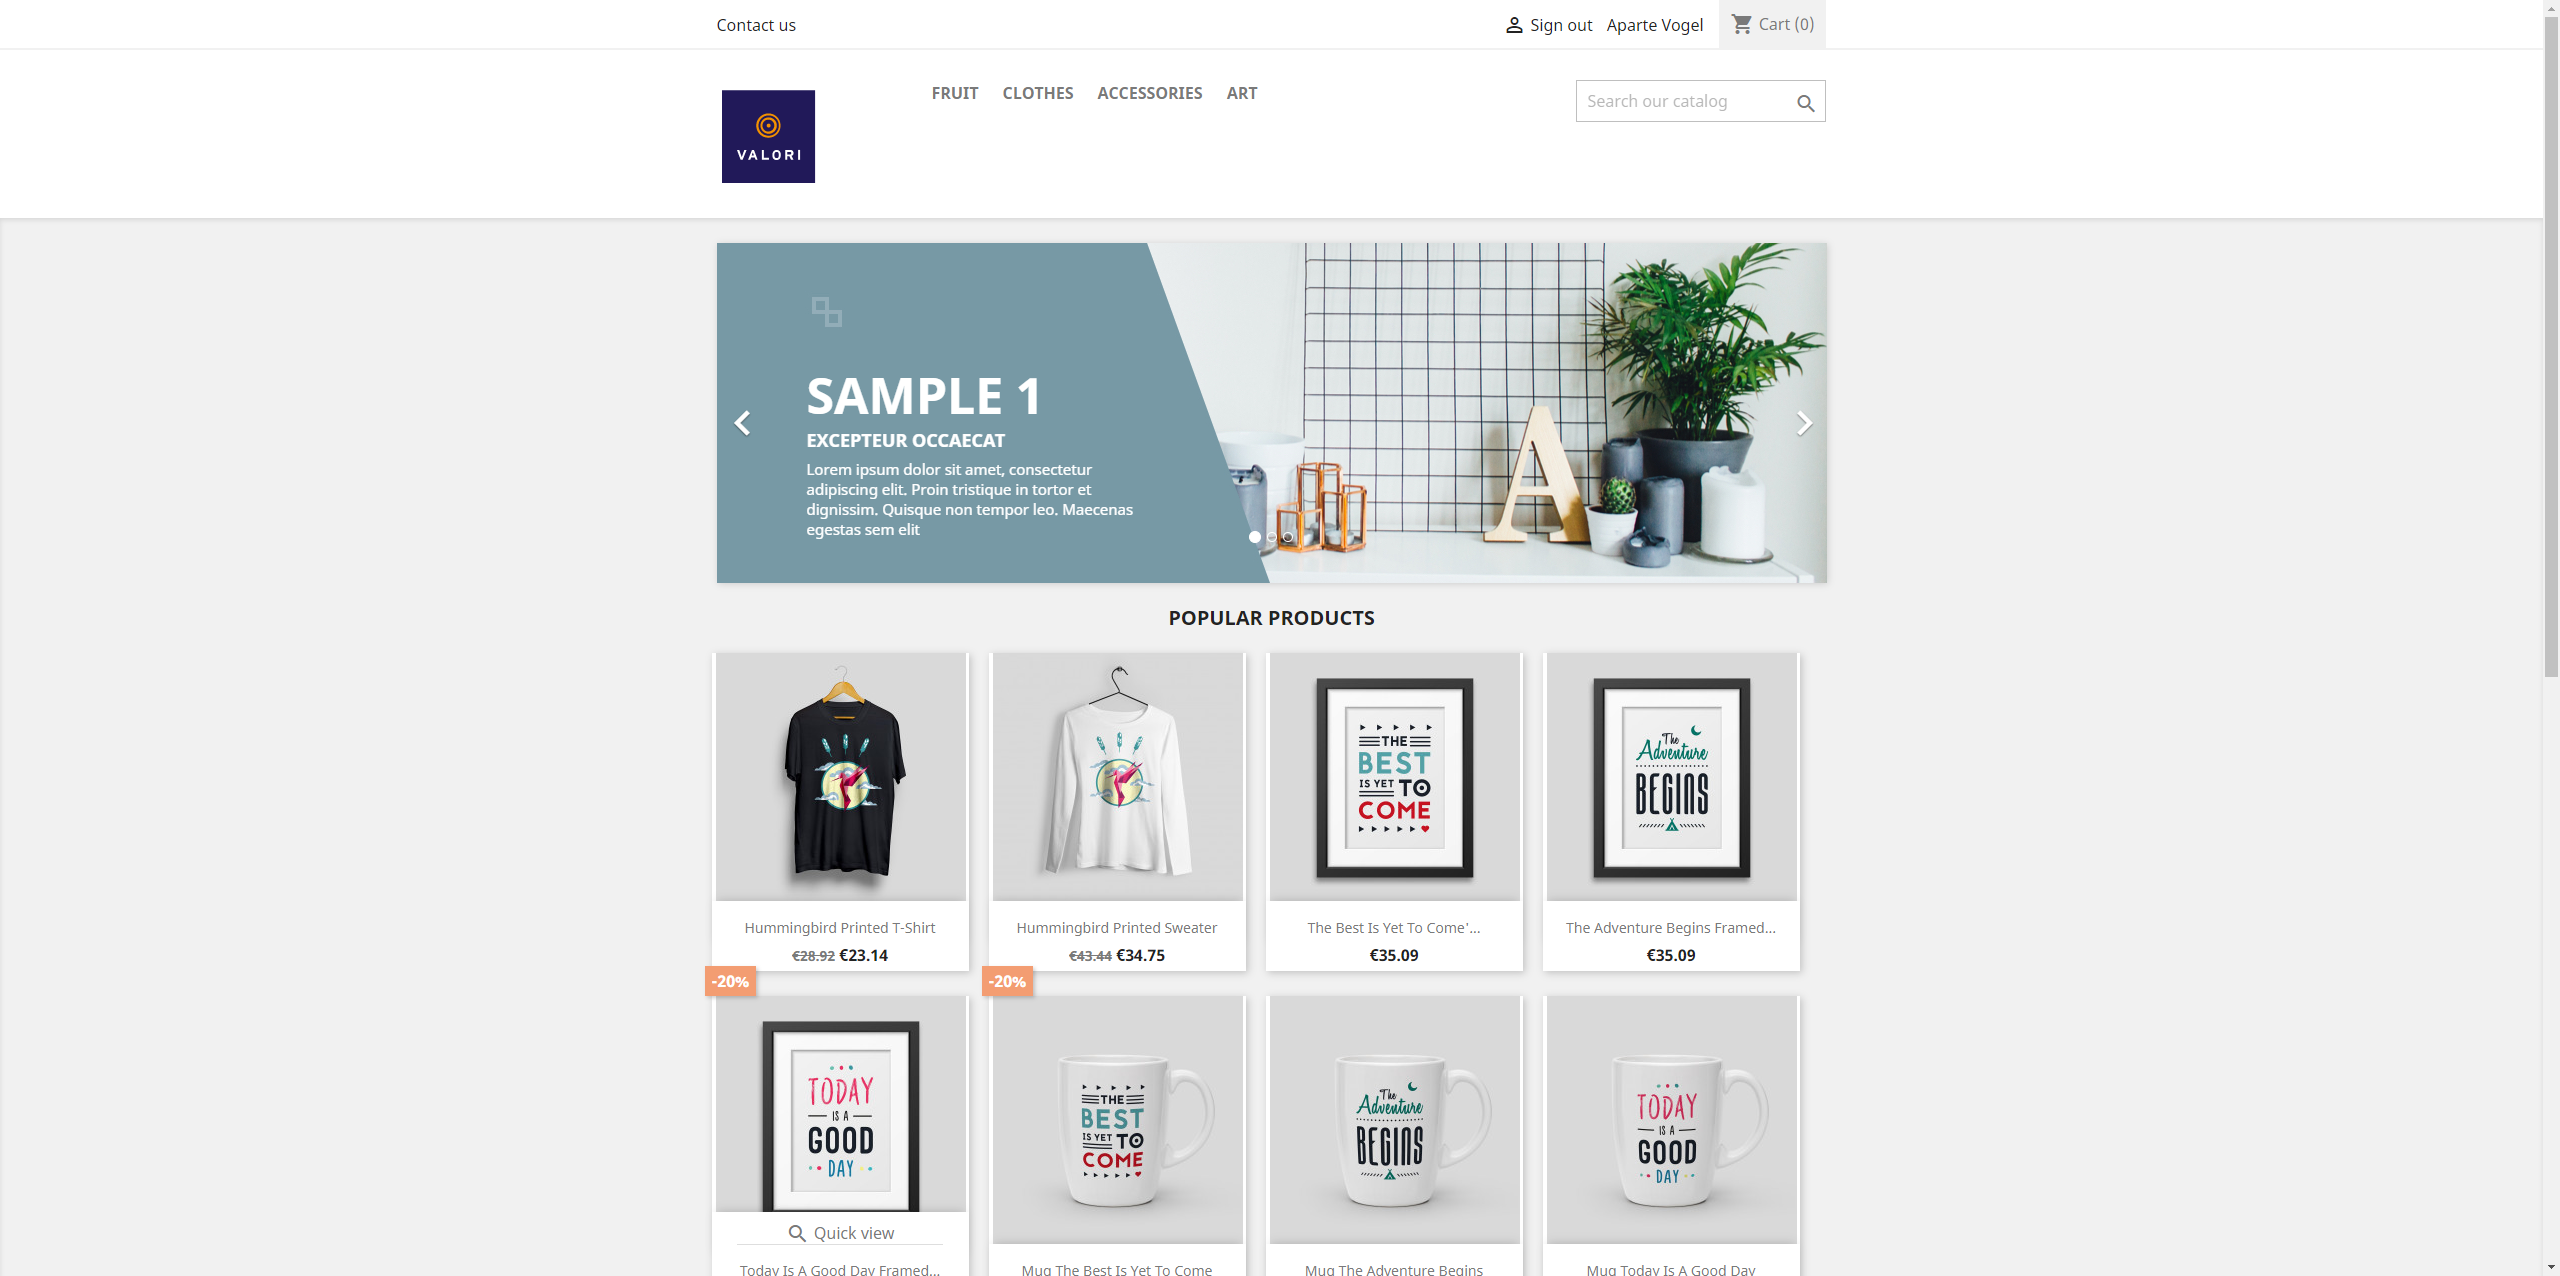 Contact us
Sign out Aparte Vogel Cart (0)
FRUIT CLOTHES ACCESSORIES ART
Search our catalog
VALORI
SAMPLE 1
EXCEPTEUR OCCAECAT
Lorem ipsum dolor sit amet, consectetur
adipiscing elit. Proin tristique in tortor et
dignissim. Quisque non tempor leo. Maecenas
egestas sem elit
A
POPULAR PRODUCTS
THE
BEST
IS YET TO
COME
The
Adventure
BEGINS
Hummingbird Printed T-Shirt
€28.92 €23.14
Hummingbird Printed Sweater
€43.44 €34.75
The Best Is Yet To Come'...
€35.09
The Adventure Begins Framed...
€35.09
-20%
-20%
TODAY
IS A
GOOD
DAY
THE
BEST
IS YET TO
COME
The
Adventure
BEGINS
TODAY
IS A
GOOD
DAY
Quick view
Today Is A Good Day Framed...
Mug The Best Is Yet To Come
Mug The Adventure Begins
Mug Today Is A Good Day